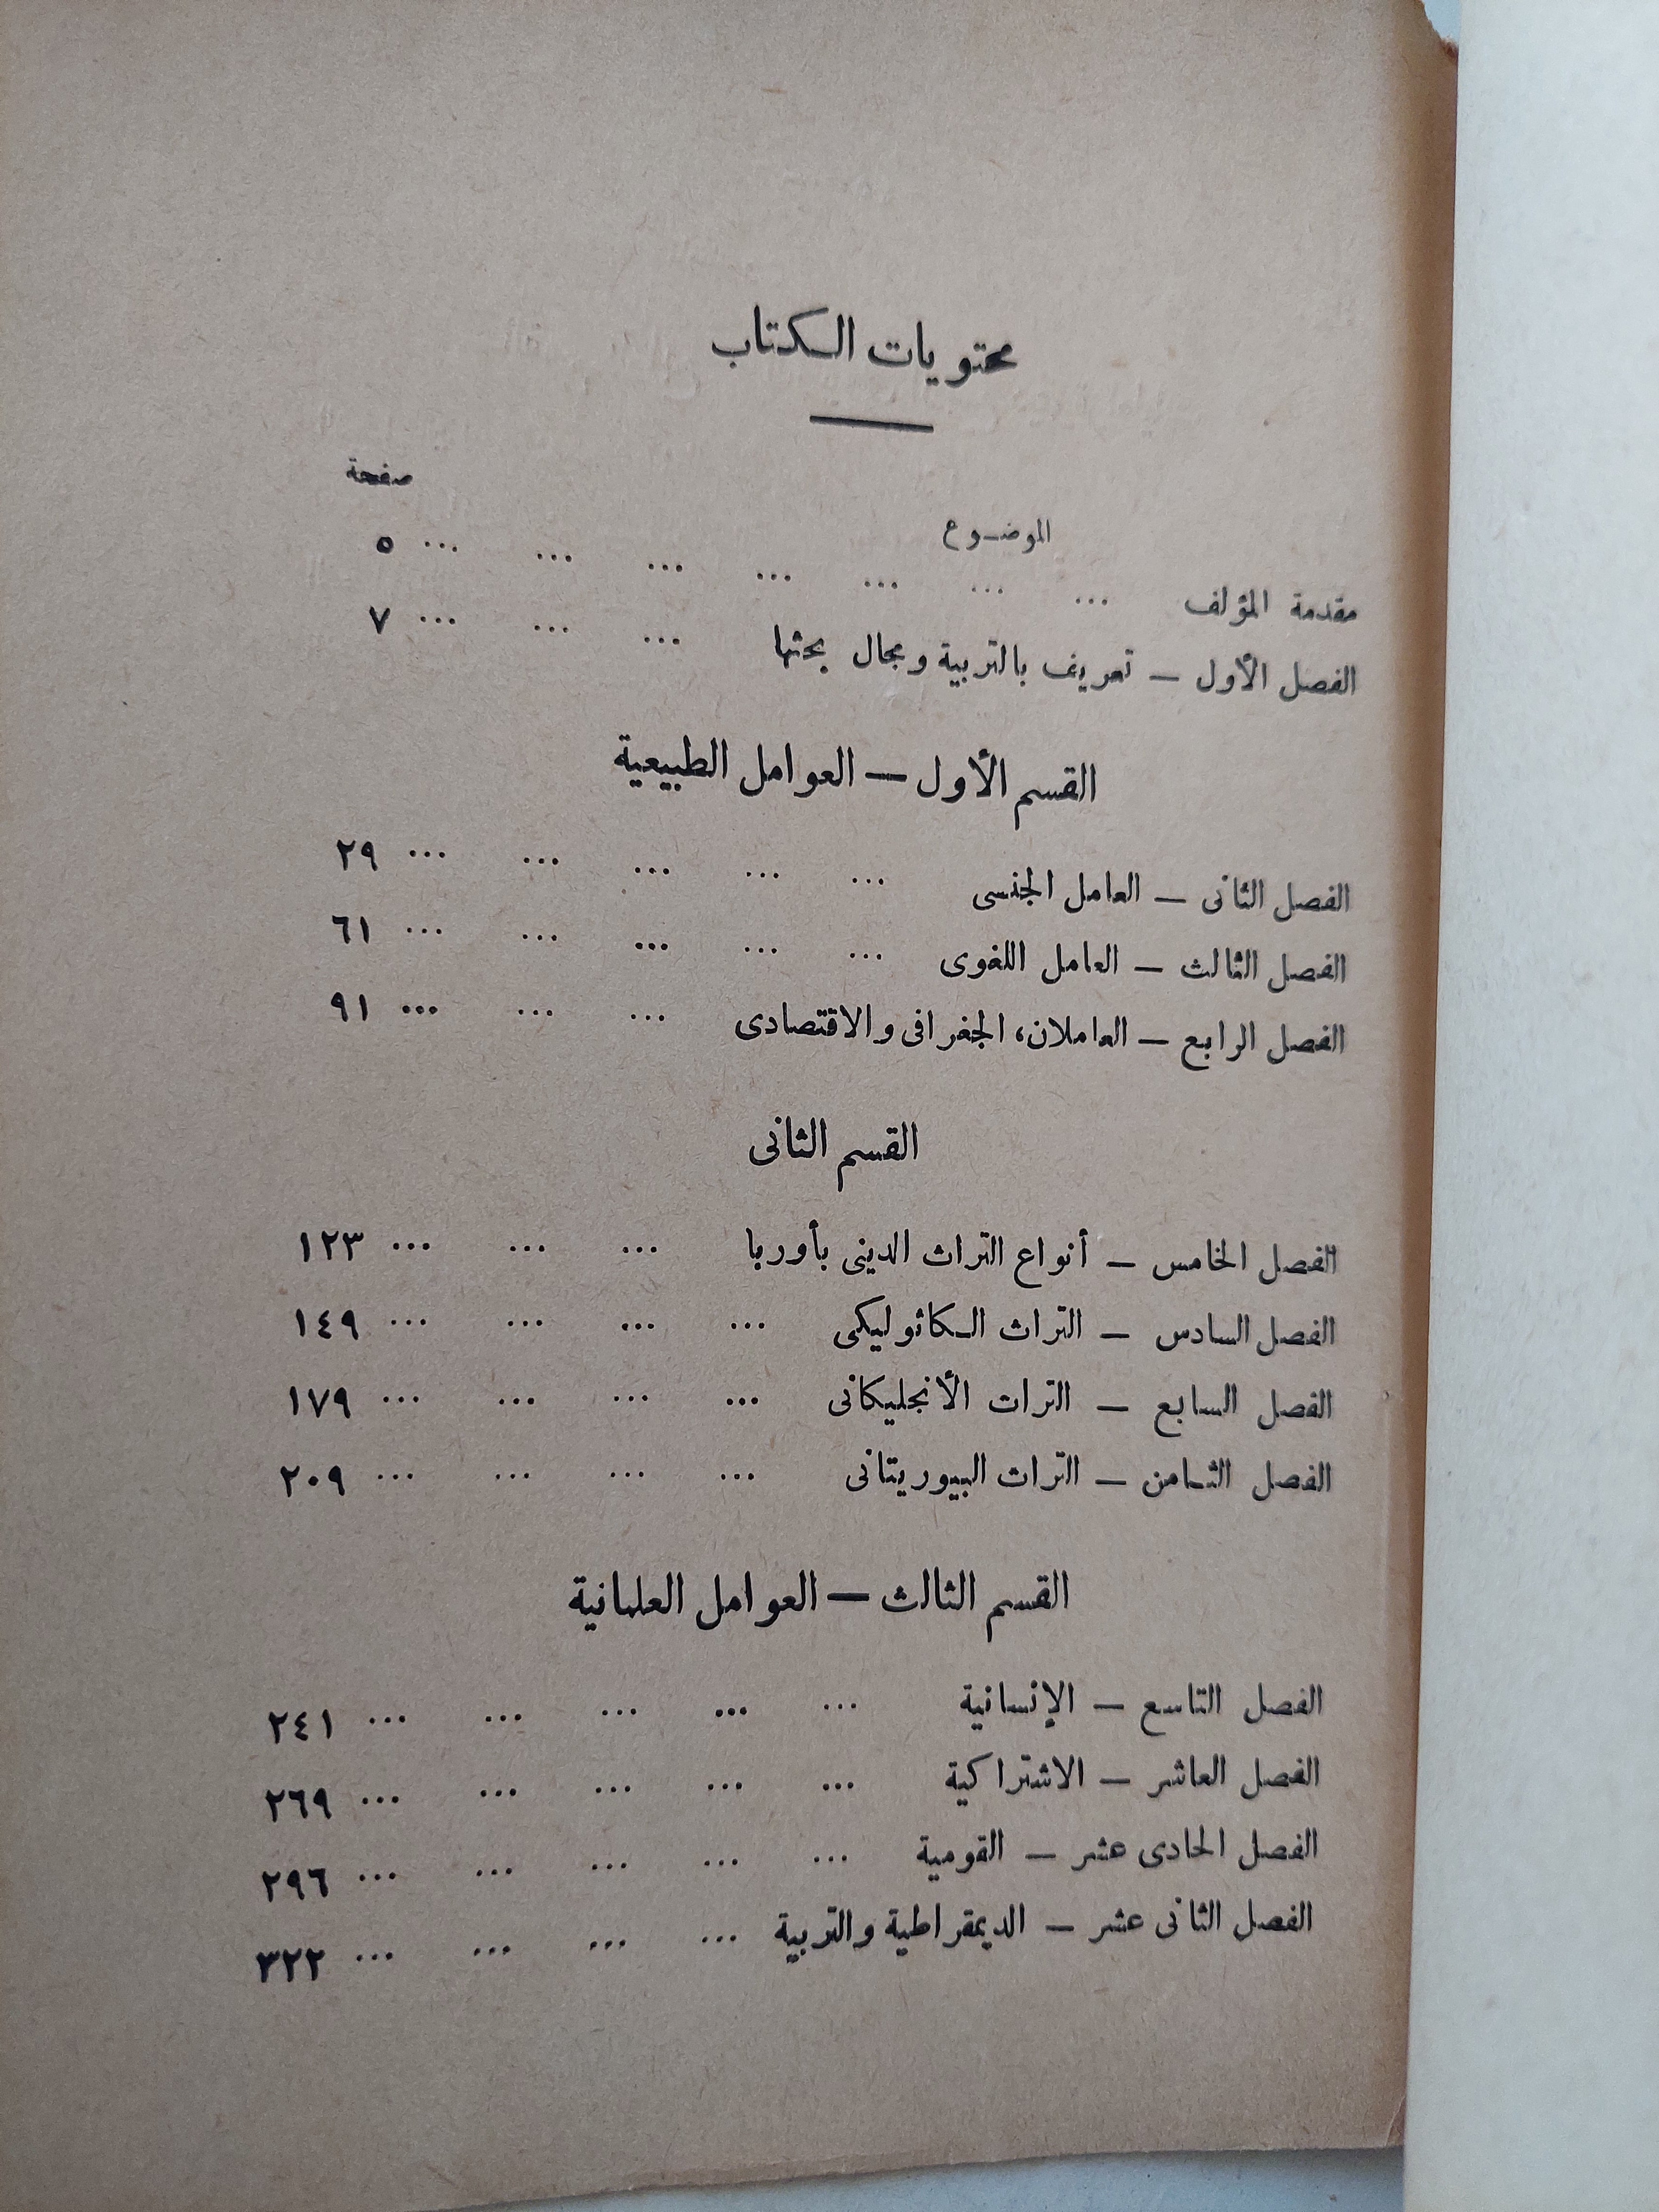 محتويات الكتاب
صفحة
الموضوع
مقدمة المؤلف ... ... ... ... ... ... ... ٥
الفصل الأول — تعريف بالتربية ومجال بحثها ... ... ... ٧
القسم الأول — العوامل الطبيعية
الفصل الثانى — العامل الجنسى ... ... ... ... ... ٢٩
الفصل الثالث — العامل اللغوى ... ... ... ... ... ٦١
الفصل الرابع — العاملان، الجغرافى والاقتصادى ... ... ... ٩١
القسم الثانى
الفصل الخامس — أنواع التراث الدينى بأوربا ... ... ... ١٢٣
الفصل السادس — التراث الكاثوليكى ... ... ... ... ١٤٩
الفصل السابع — التراث الأنجليكانى ... ... ... ... ١٧٩
الفصل الثامن — التراث البيوريتانى ... ... ... ... ٢٠٩
القسم الثالث — العوامل العلمانية
الفصل التاسع — الإنسانية ... ... ... ... ... ٢٤١
الفصل العاشر — الاشتراكية ... ... ... ... ... ٢٦٩
الفصل الحادى عشر — القومية ... ... ... ... ... ٢٩٦
الفصل الثانى عشر — الديمقراطية والتربية ... ... ... ... ٣٢٢